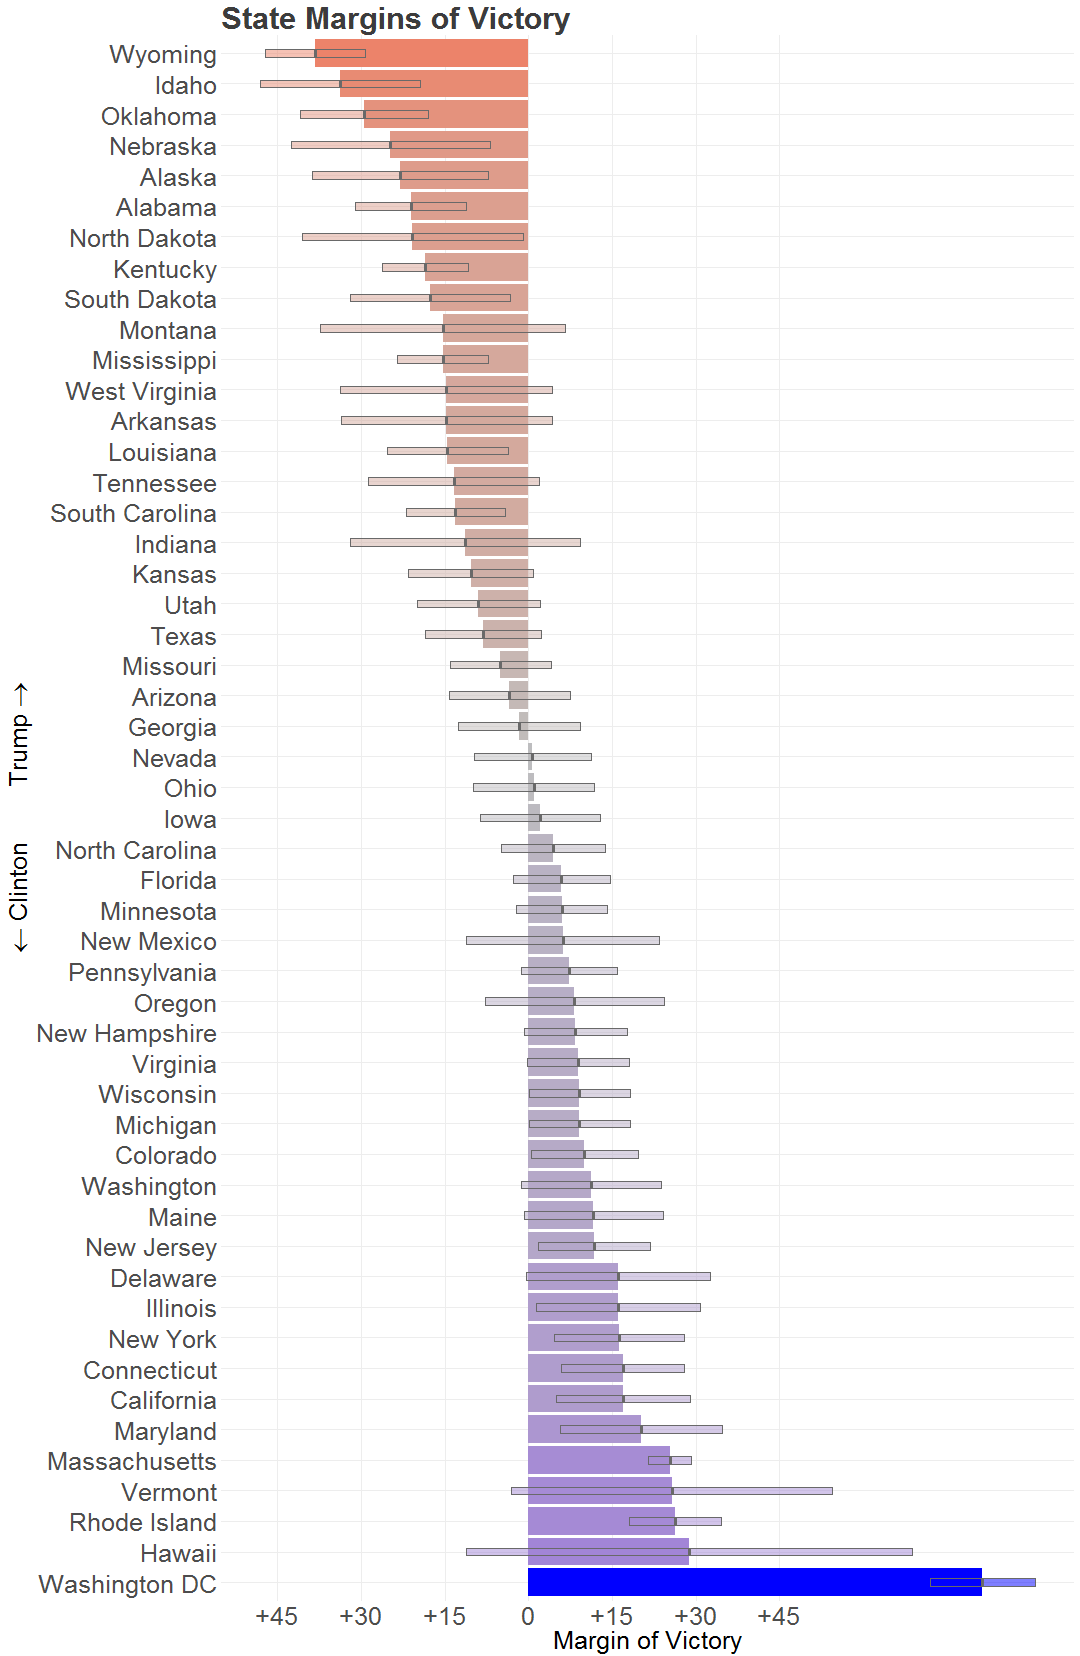 State Margins of Victory
Wyoming
Idaho
Oklahoma
Nebraska
Alaska
Alabama
North Dakota
Kentucky
South Dakota
Montana
Mississippi
West Virginia
Arkansas
Louisiana
Tennessee
South Carolina
Indiana
Kansas
Utah
Texas
Missouri
Arizona
Georgia
Nevada
Ohio
Iowa
North Carolina
Florida
Minnesota
New Mexico
Pennsylvania
Oregon
New Hampshire
Virginia
Wisconsin
Michigan
Colorado
Washington
Maine
New Jersey
Delaware
Illinois
New York
Connecticut
California
Maryland
Massachusetts
Vermont
Rhode Island
Hawaii
Washington DC
← Clinton Trump →
+45 +30 +15 0 +15 +30 +45
Margin of Victory